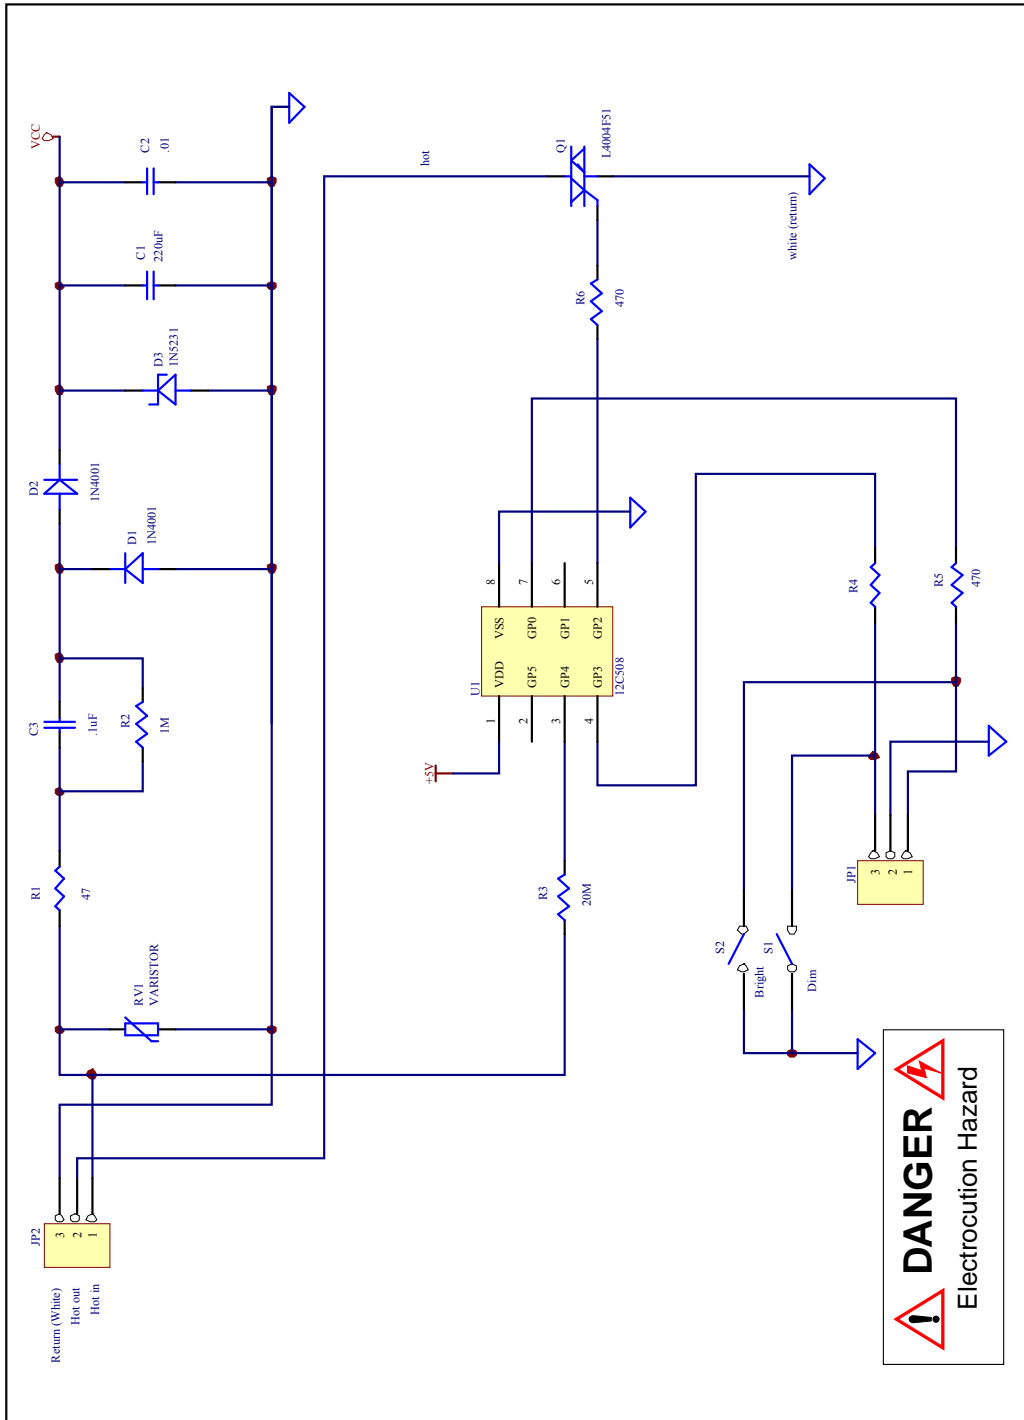 VCC
C2
.01
C1
220uF
D3
1N5231
D2
1N4001
D1
1N4001
C3
.1uF
R2
1M
R1
47
RV1
VARISTOR
JP2
3
2
1
Return (White)
Hot out
Hot in
hot
Q1
L4004F51
white (return)
R6
470
U1
12C508
8
7
6
5
VSS
GP0
GP1
GP2
VDD
GP5
GP4
GP3
1
2
3
4
+5V
R3
20M
R4
R5
470
JP1
3
2
1
S2
Bright
S1
Dim
DANGER
Electrocution Hazard